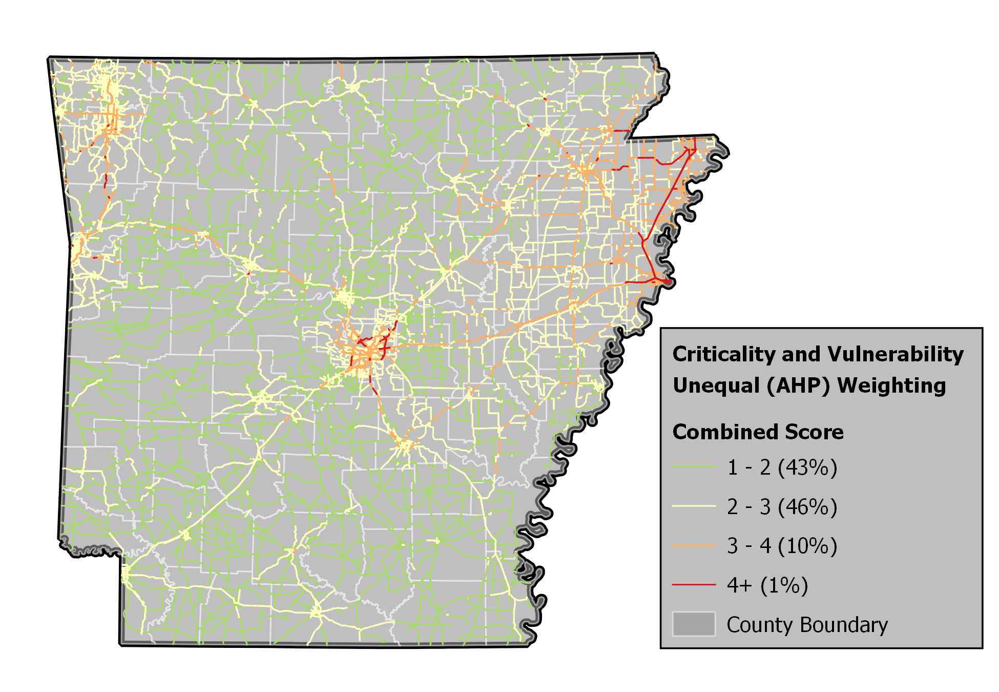 Criticality and Vulnerability
Unequal (AHP) Weighting
Combined Score
1 - 2 (43%)
2 - 3 (46%)
3 - 4 (10%)
4+ (1%)
County Boundary